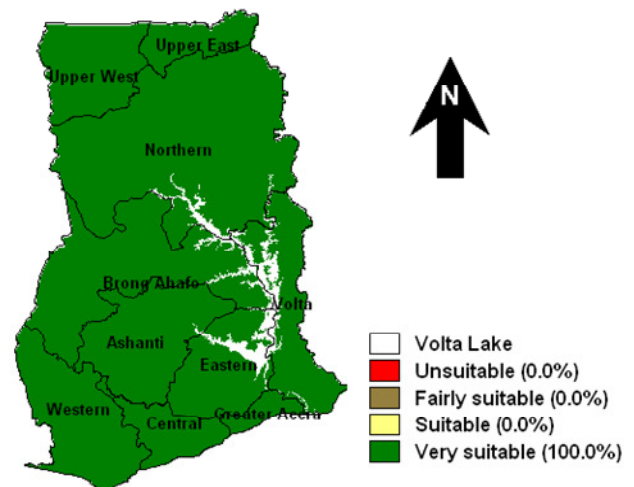 Upper East
Upper West
N
Northern
Brong Ahafo
Volta
Ashanti
Eastern
Western
Central
Greater Accra
Volta Lake
Unsuitable (0.0%)
Fairly suitable (0.0%)
Suitable (0.0%)
Very suitable (100.0%)